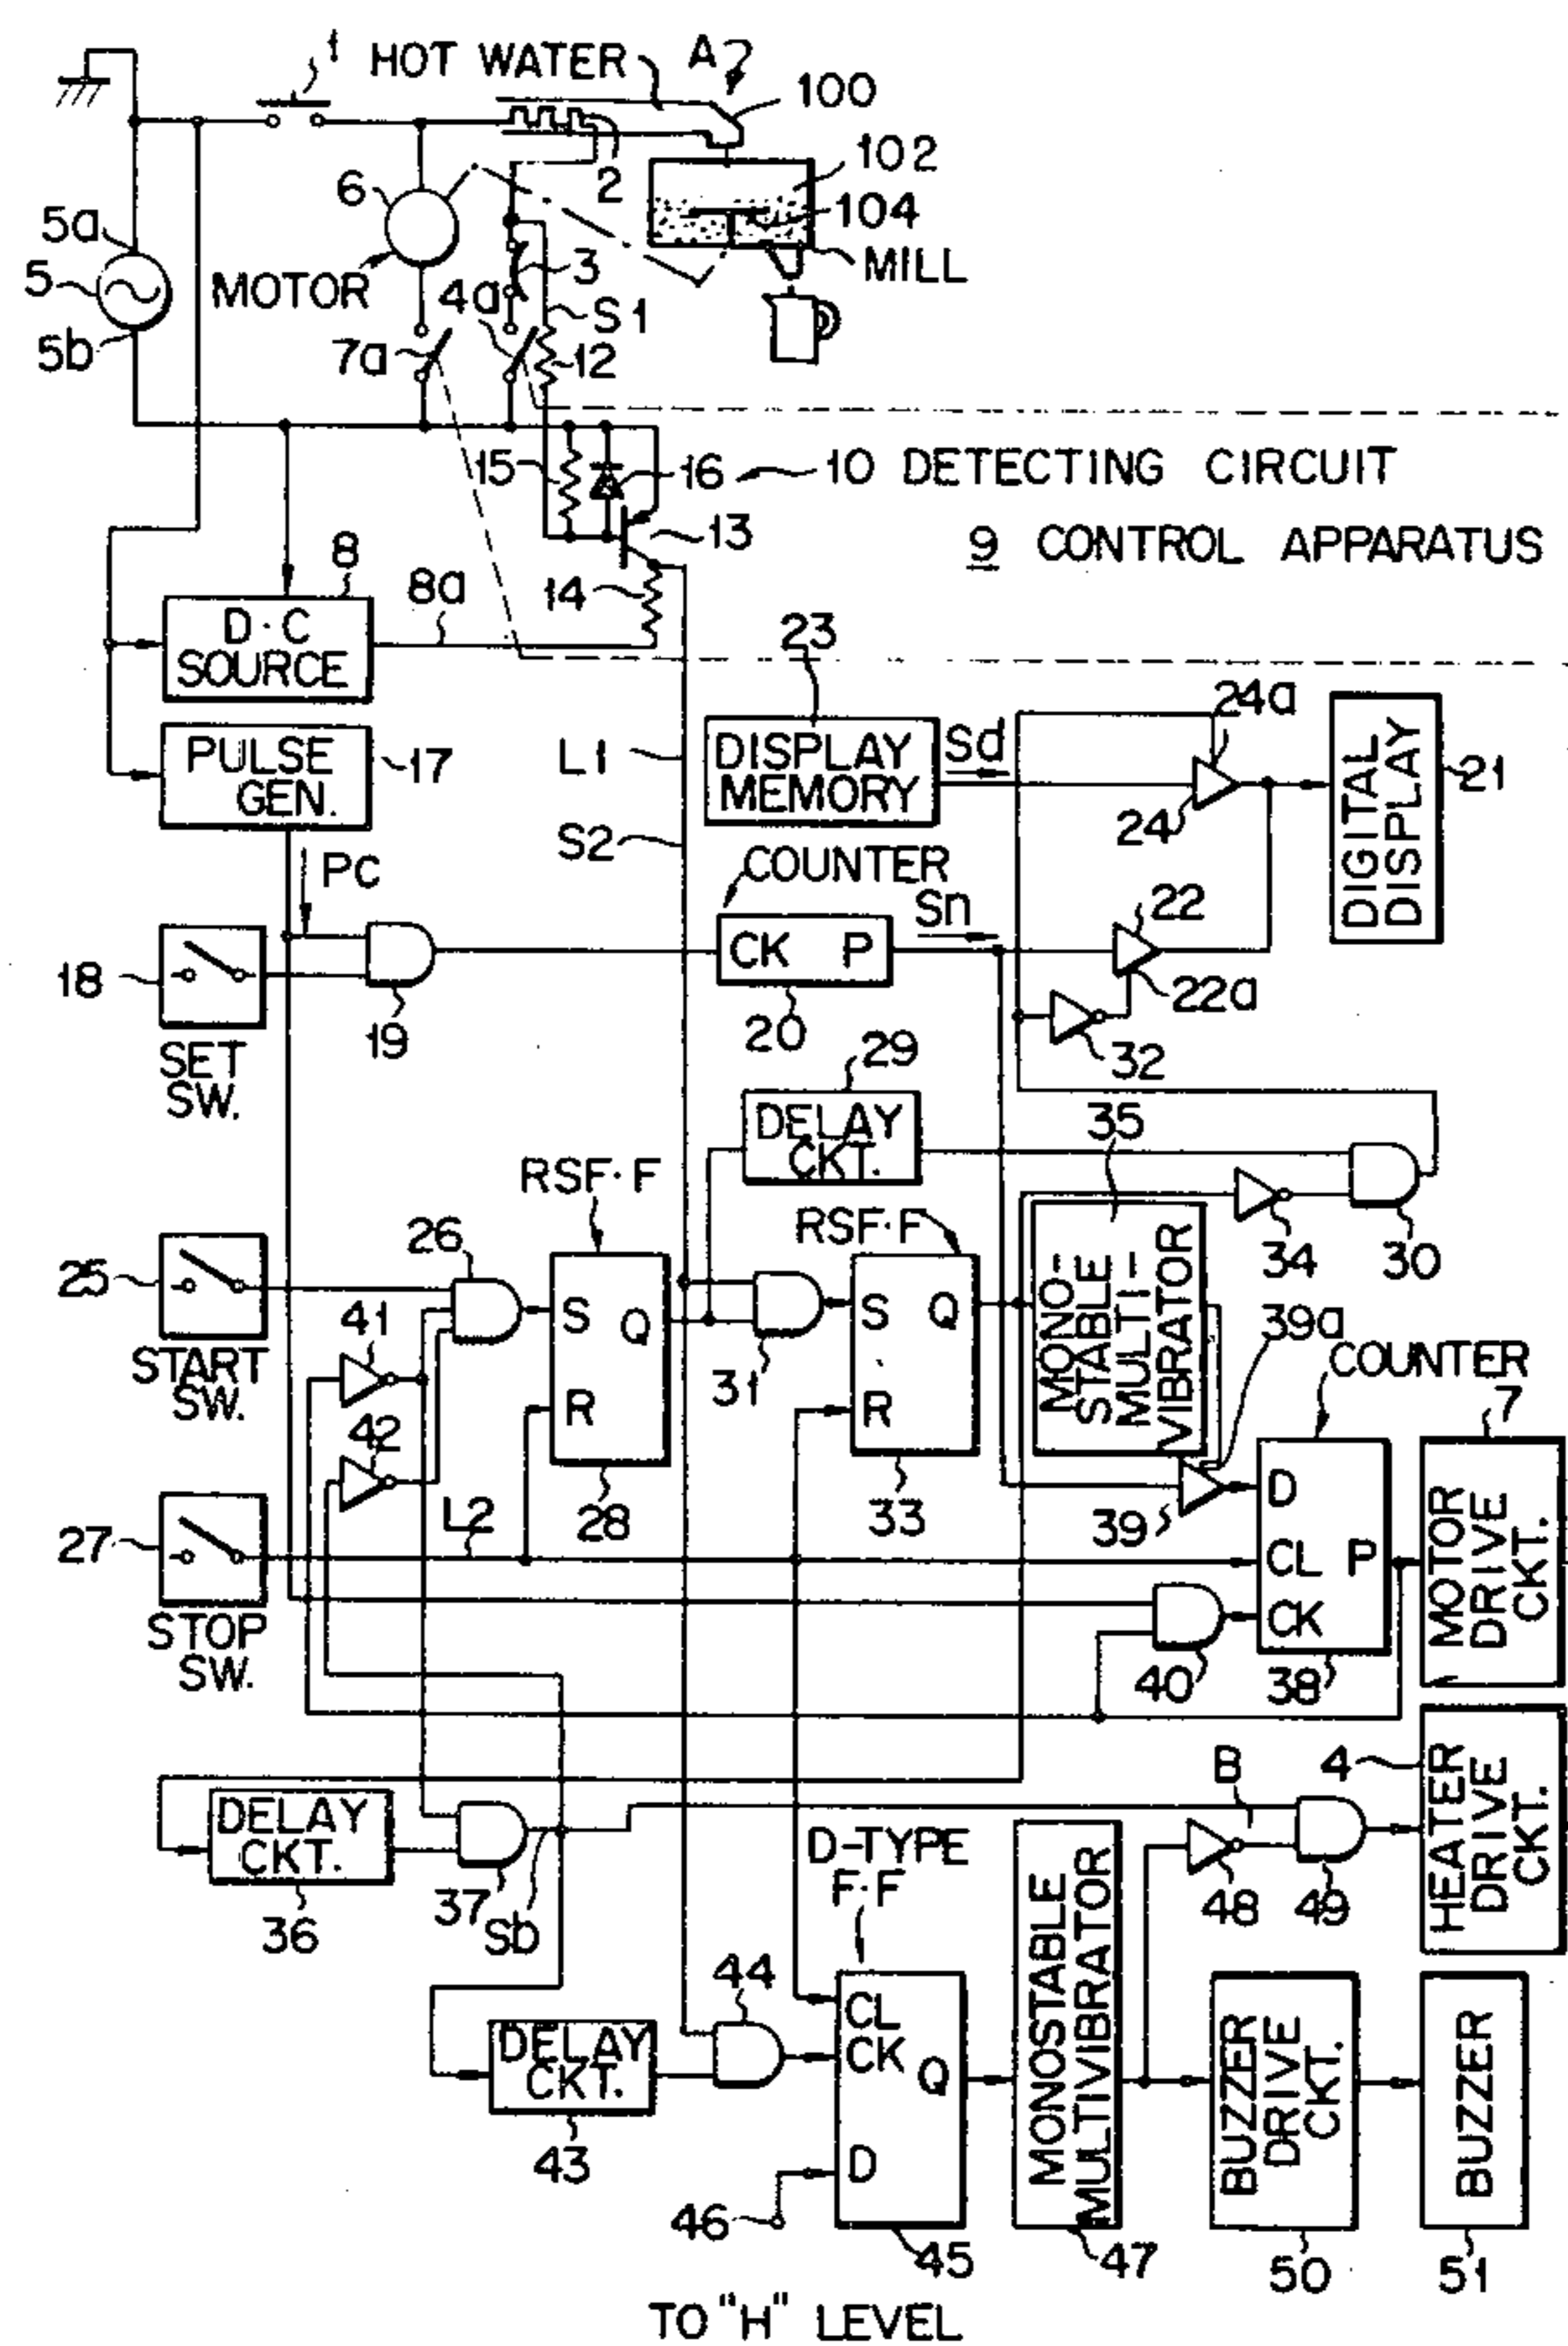 1
HOT WATER
A
100
102
104
MILL
2
6
MOTOR
5a
5
5b
3
4a
S1
7a
12
15
16
10 DETECTING CIRCUIT
13
9 CONTROL APPARATUS
8
8a
14
D·C
SOURCE
23
24a
PULSE
GEN.
17
L1
DISPLAY
MEMORY
Sd
24
DIGITAL
DISPLAY
21
S2
PC
COUNTER
Sn
22
18
19
CK P
20
22a
SET
SW.
29
32
DELAY
CKT.
35
RSF·F
RSF·F
34
30
25
26
S
Q
R
28
31
S
Q
R
33
MONO-
STABLE
MULTI-
VIBRATOR
39a
COUNTER
7
START
SW.
41
42
27
L2
39
D
CL P
CK
38
MOTOR
DRIVE
CKT.
STOP
SW.
40
B
4
HEATER
DRIVE
CKT.
DELAY
CKT.
36
37
Sb
D-TYPE
F·F
48
49
44
DELAY
CKT.
43
CL
CK
Q
D
46
45
MONOSTABLE
MULTIVIBRATOR
47
BUZZER
DRIVE
CKT.
50
BUZZER
51
TO "H" LEVEL